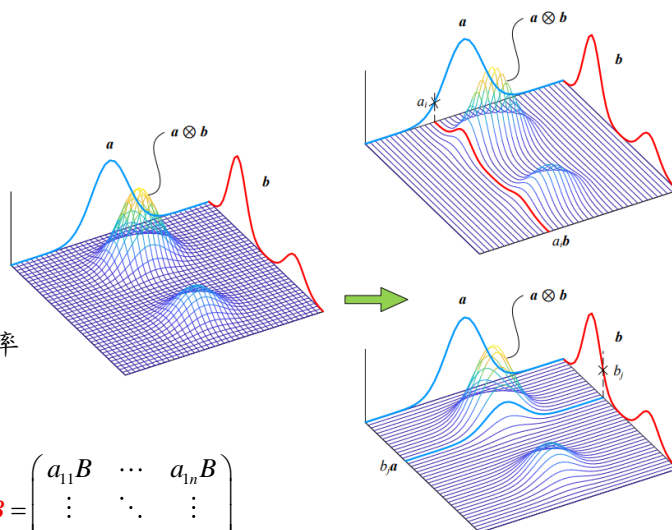 a
a ⊗ b
b
a
a ⊗ b
b
aᵢ
aᵢb
a
a ⊗ b
b
bⱼ
bⱼa
率
B = ( a₁₁B ⋯ a₁ₙB
⋮ ⋱ ⋮